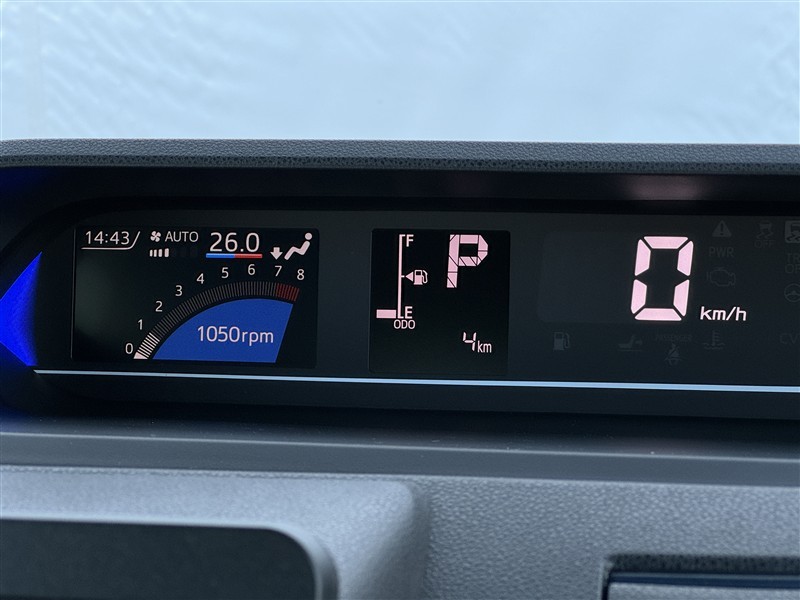 14:43
AUTO
26.0
0 1 2 3 4 5 6 7 8
1050rpm
F
E
P
ODO
4km
0 km/h
PWR
OFF